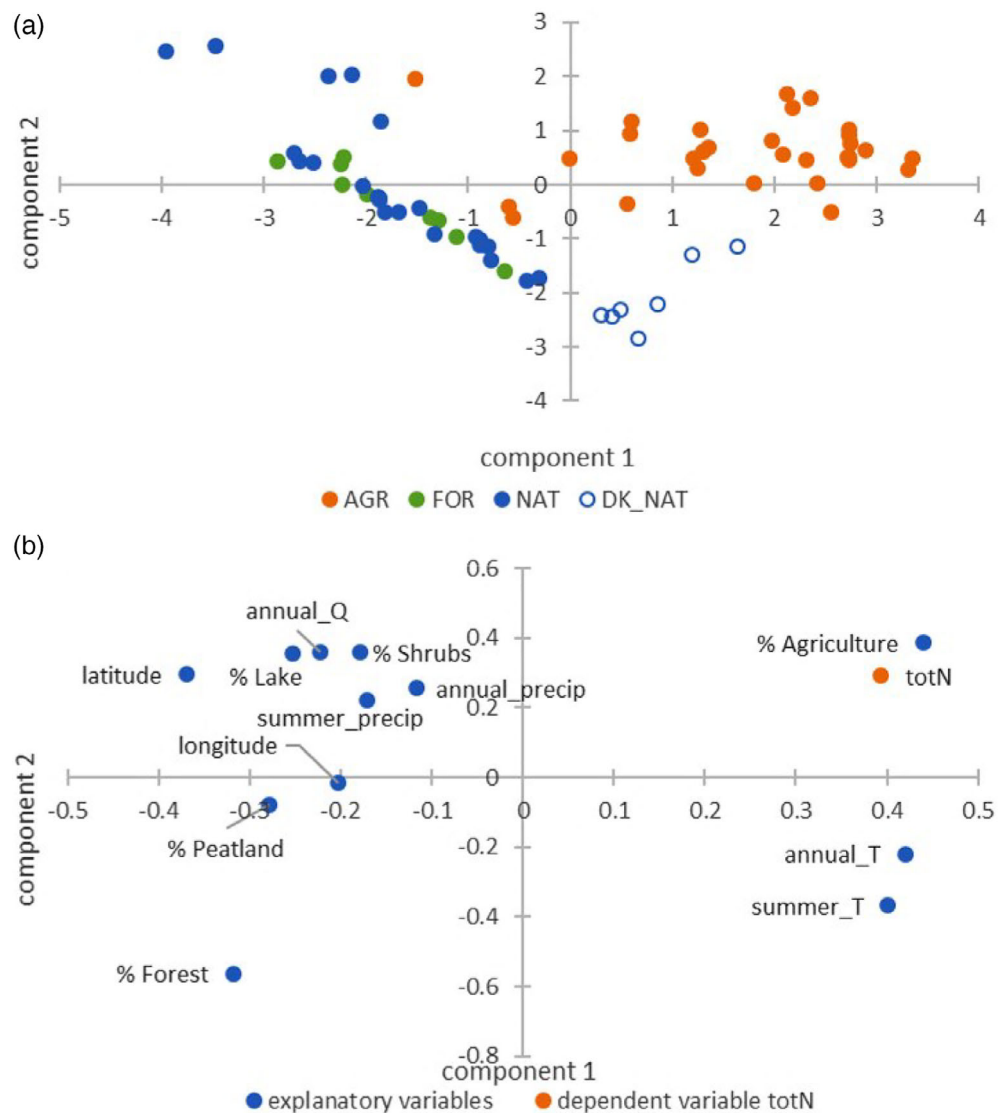 (a)
3
2
1
0
-5 -4 -3 -2 -1 0 1 2 3 4
-1
-2
-3
-4
component 2
component 1
AGR FOR NAT DK_NAT
(b)
0.6
annual_Q
0.4
% Agriculture
% Shrubs
latitude
% Lake
totN
annual_precip
0.2
summer_precip
longitude
0
-0.5 -0.4 -0.3 -0.2 -0.1 0 0.1 0.2 0.3 0.4 0.5
% Peatland
-0.2
annual_T
-0.4
summer_T
% Forest
-0.6
-0.8
component 2
component 1
explanatory variables dependent variable totN